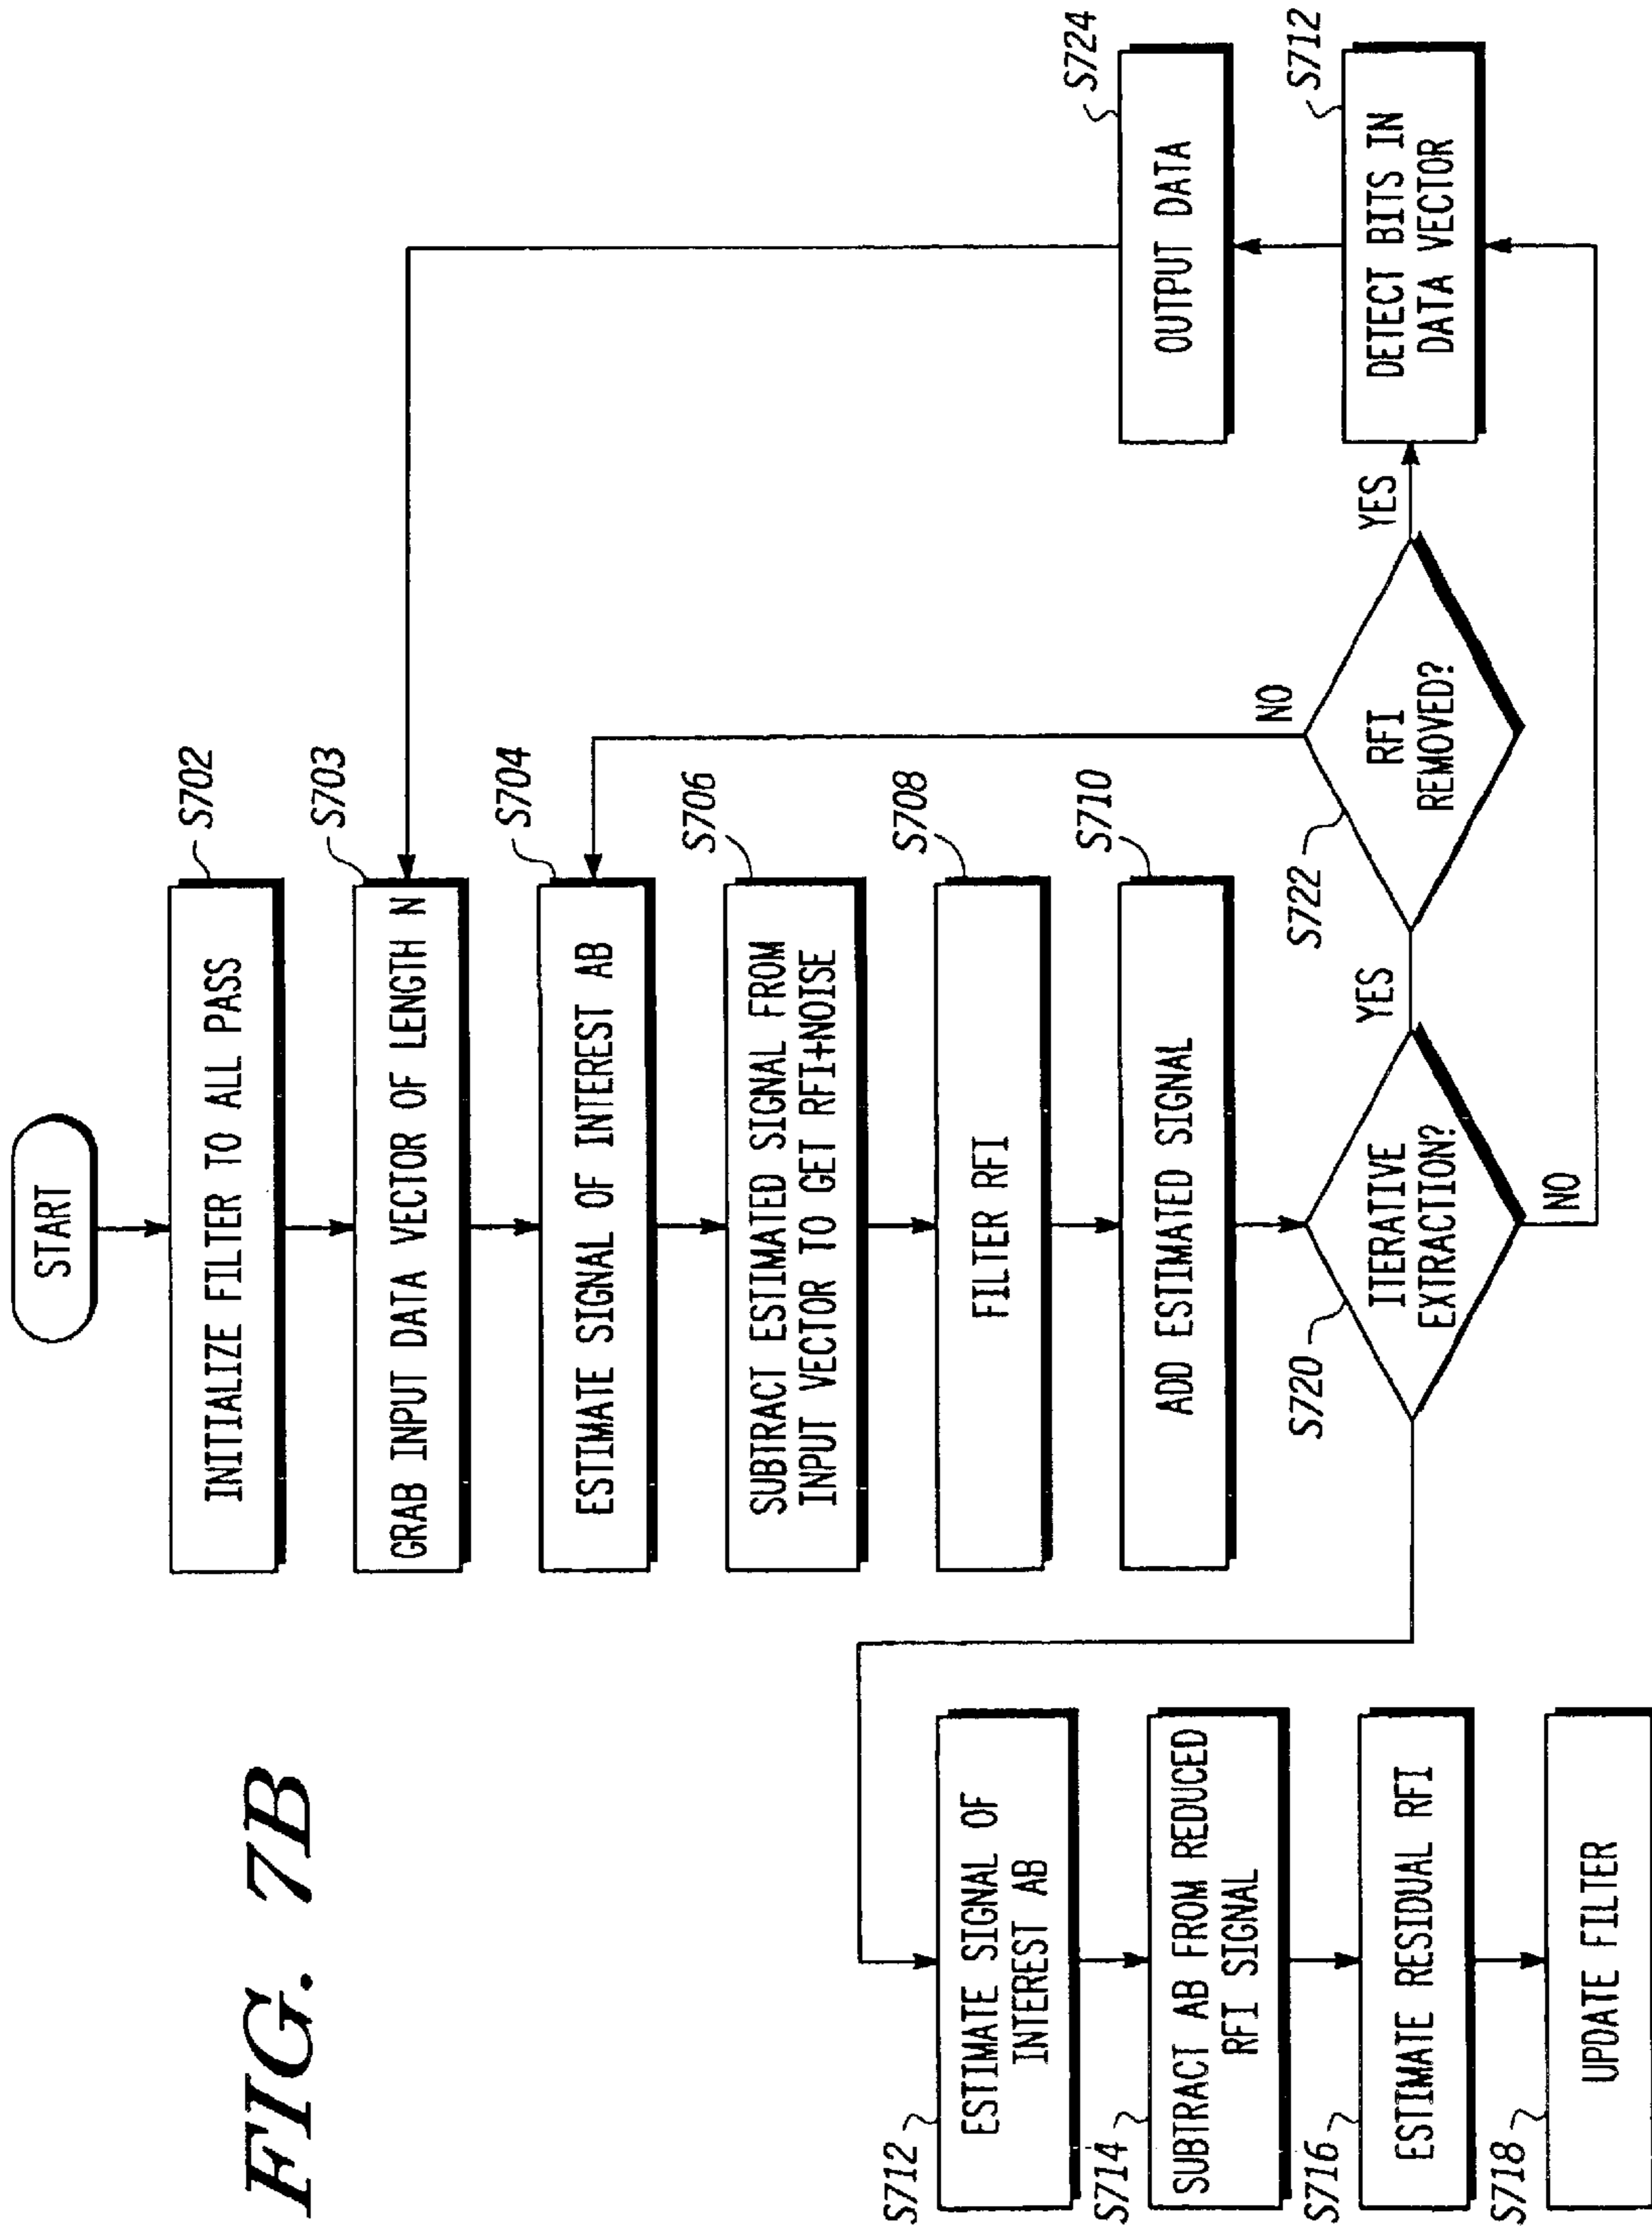 FIG. 7B
START
INITIALIZE FILTER TO ALL PASS
S702
GRAB INPUT DATA VECTOR OF LENGTH N
S703
ESTIMATE SIGNAL OF INTEREST AB
S704
SUBTRACT ESTIMATED SIGNAL FROM
INPUT VECTOR TO GET RFI+NOISE
S706
FILTER RFI
S708
ADD ESTIMATED SIGNAL
S710
S720
ITERATIVE
EXTRACTION?
YES
NO
S722
RFI
REMOVED?
NO
YES
DETECT BITS IN
DATA VECTOR
S712
OUTPUT DATA
S724
S712
ESTIMATE SIGNAL OF
INTEREST AB
S714
SUBTRACT AB FROM REDUCED
RFI SIGNAL
S716
ESTIMATE RESIDUAL RFI
S718
UPDATE FILTER